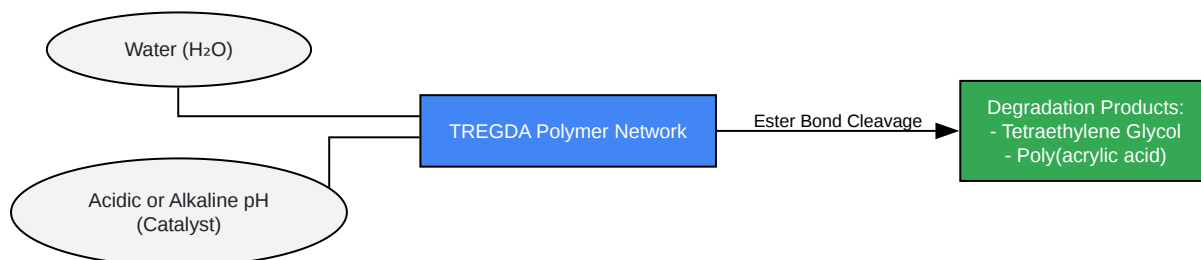 Water (H₂O)
Acidic or Alkaline pH
(Catalyst)
TREGDA Polymer Network
Ester Bond Cleavage
Degradation Products:
- Tetraethylene Glycol
- Poly(acrylic acid)